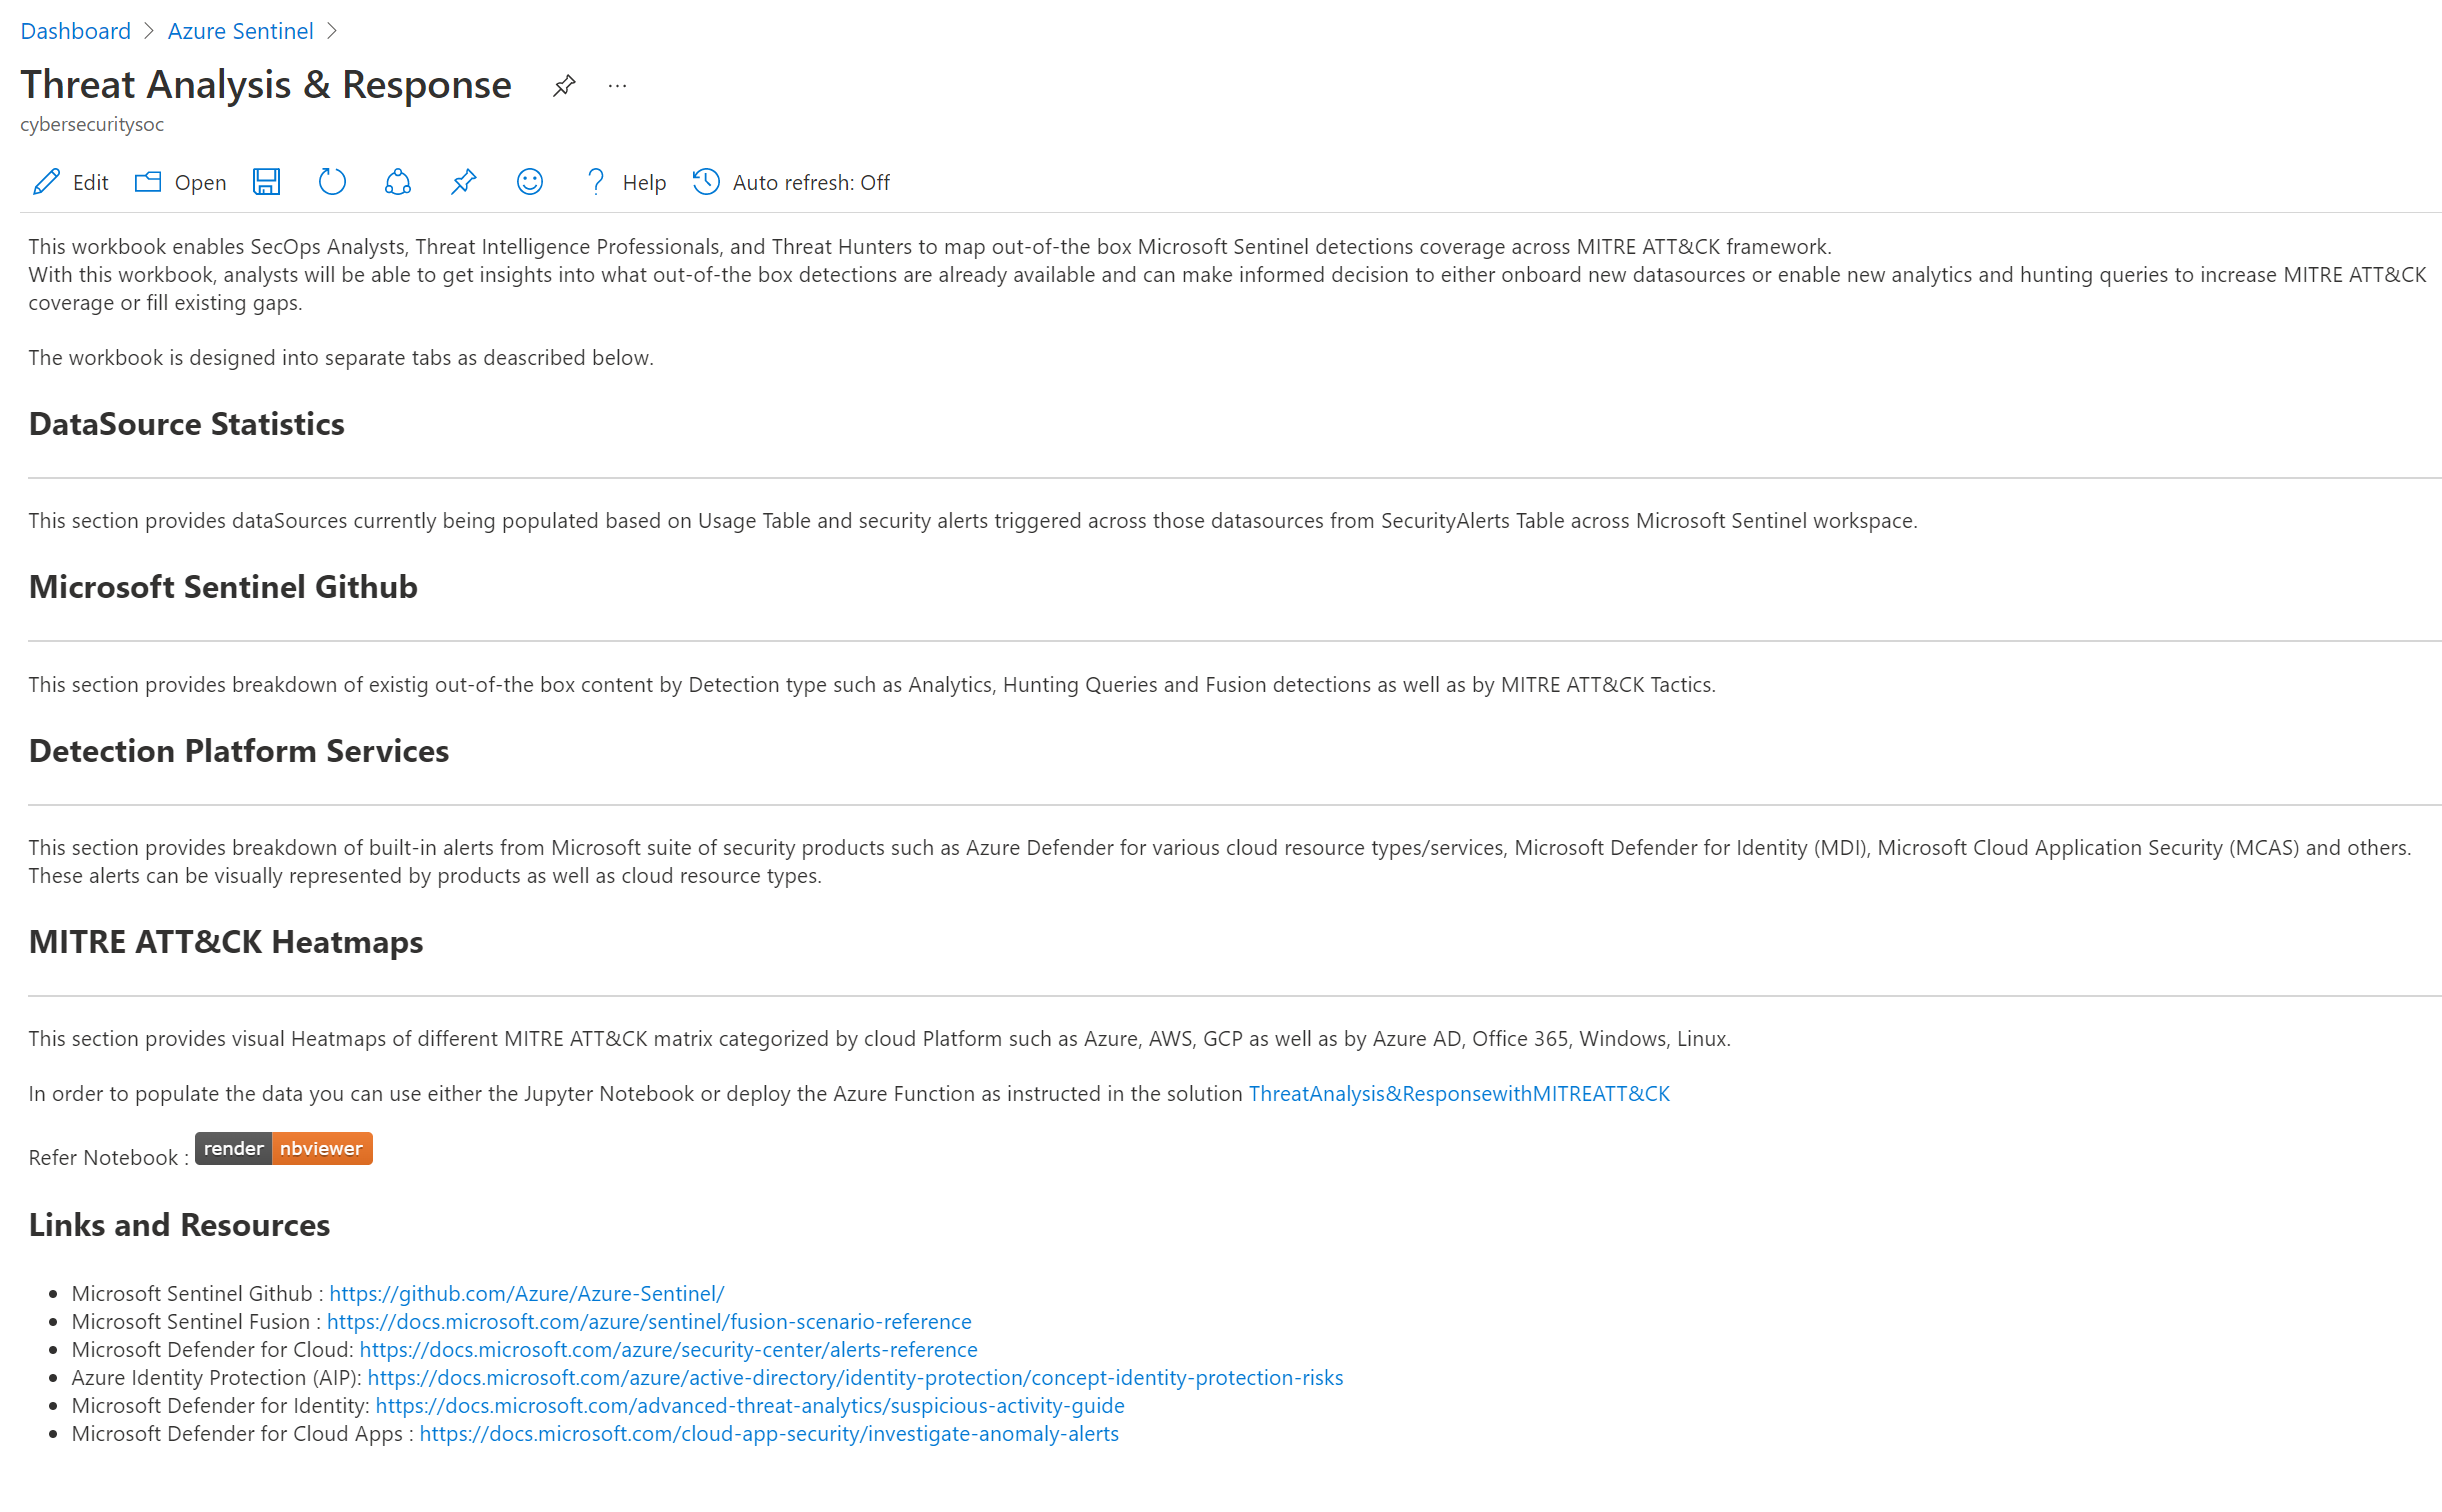 Dashboard > Azure Sentinel >
Threat Analysis & Response ...
cybersecuritysoc
Edit Open Help Auto refresh: Off
This workbook enables SecOps Analysts, Threat Intelligence Professionals, and Threat Hunters to map out-of-the box Microsoft Sentinel detections coverage across MITRE ATT&CK framework.
With this workbook, analysts will be able to get insights into what out-of-the box detections are already available and can make informed decision to either onboard new datasources or enable new analytics and hunting queries to increase MITRE ATT&CK
coverage or fill existing gaps.
The workbook is designed into separate tabs as deascribed below.
DataSource Statistics
This section provides dataSources currently being populated based on Usage Table and security alerts triggered across those datasources from SecurityAlerts Table across Microsoft Sentinel workspace.
Microsoft Sentinel Github
This section provides breakdown of existig out-of-the box content by Detection type such as Analytics, Hunting Queries and Fusion detections as well as by MITRE ATT&CK Tactics.
Detection Platform Services
This section provides breakdown of built-in alerts from Microsoft suite of security products such as Azure Defender for various cloud resource types/services, Microsoft Defender for Identity (MDI), Microsoft Cloud Application Security (MCAS) and others.
These alerts can be visually represented by products as well as cloud resource types.
MITRE ATT&CK Heatmaps
This section provides visual Heatmaps of different MITRE ATT&CK matrix categorized by cloud Platform such as Azure, AWS, GCP as well as by Azure AD, Office 365, Windows, Linux.
In order to populate the data you can use either the Jupyter Notebook or deploy the Azure Function as instructed in the solution ThreatAnalysis&ResponsewithMITREATT&CK
Refer Notebook : render nbviewer
Links and Resources
• Microsoft Sentinel Github : https://github.com/Azure/Azure-Sentinel/
• Microsoft Sentinel Fusion : https://docs.microsoft.com/azure/sentinel/fusion-scenario-reference
• Microsoft Defender for Cloud: https://docs.microsoft.com/azure/security-center/alerts-reference
• Azure Identity Protection (AIP): https://docs.microsoft.com/azure/active-directory/identity-protection/concept-identity-protection-risks
• Microsoft Defender for Identity: https://docs.microsoft.com/advanced-threat-analytics/suspicious-activity-guide
• Microsoft Defender for Cloud Apps : https://docs.microsoft.com/cloud-app-security/investigate-anomaly-alerts